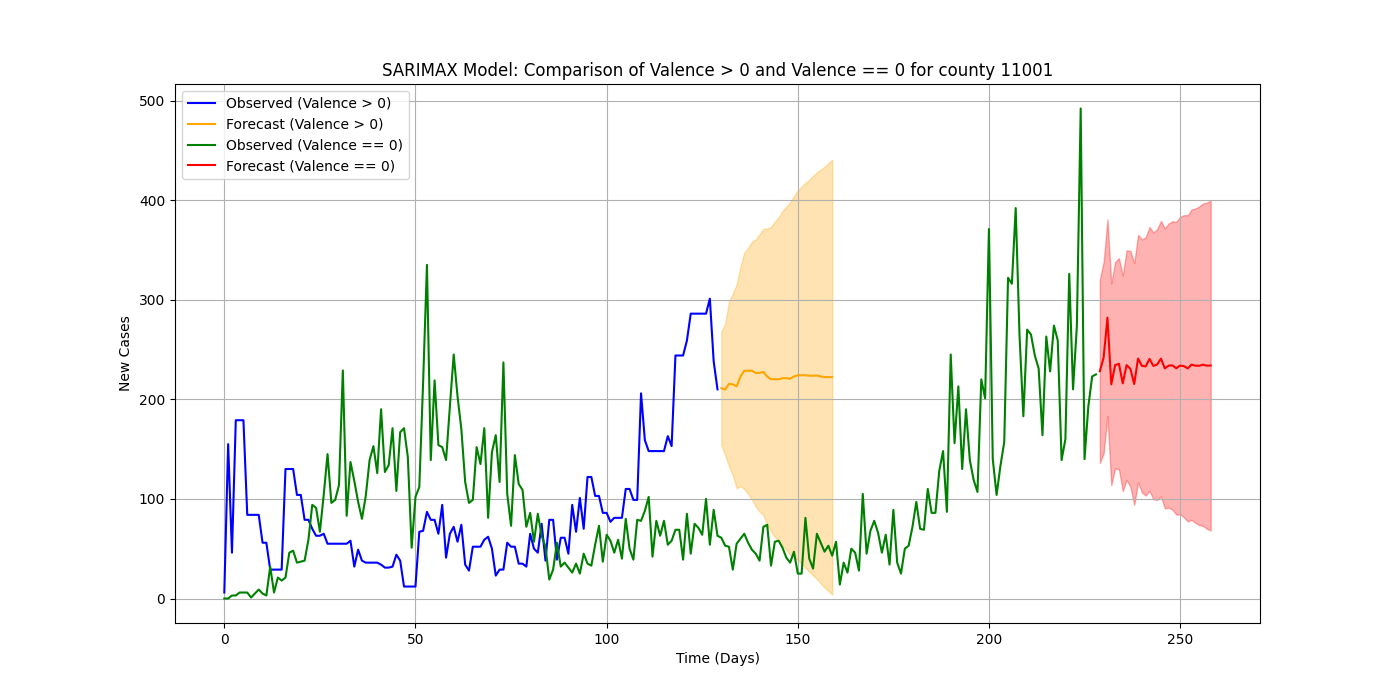 SARIMAX Model: Comparison of Valence > 0 and Valence == 0 for county 11001
Observed (Valence > 0)
Forecast (Valence > 0)
Observed (Valence == 0)
Forecast (Valence == 0)
500
400
300
200
100
0
New Cases
0 50 100 150 200 250
Time (Days)